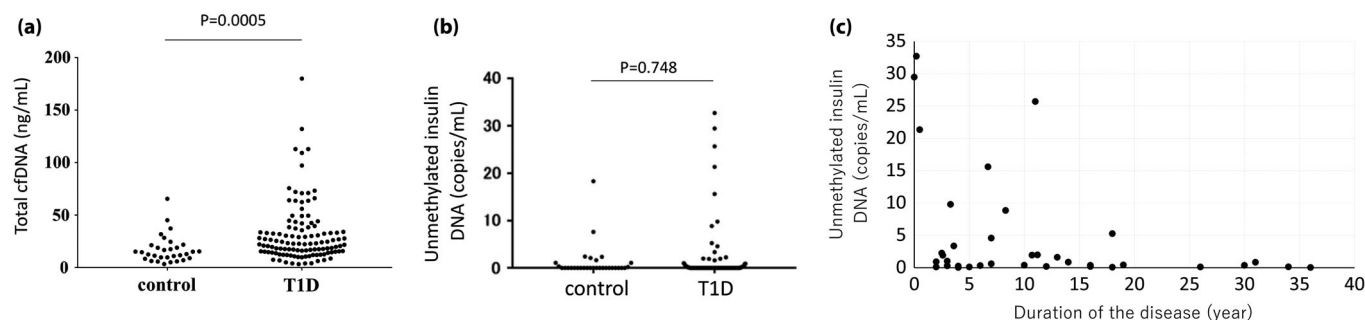 (a)
P=0.0005
Total cfDNA (ng/mL)
200
150
100
50
0
control T1D
(b)
P=0.748
Unmethylated insulin
DNA (copies/mL)
40
30
20
10
0
control T1D
(c)
Unmethylated insulin
DNA (copies/mL)
35
30
25
20
15
10
5
0
0 5 10 15 20 25 30 35 40
Duration of the disease (year)